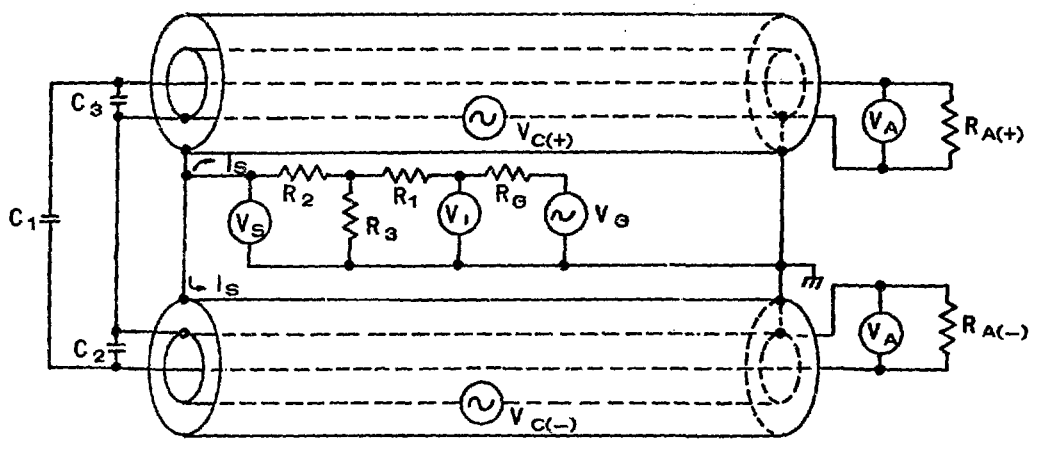 C3
VC(+)
VA
RA(+)
IS
R2
R1
RG
C1
VS
R3
V1
VG
IS
C2
VA
RA(-)
VC(-)